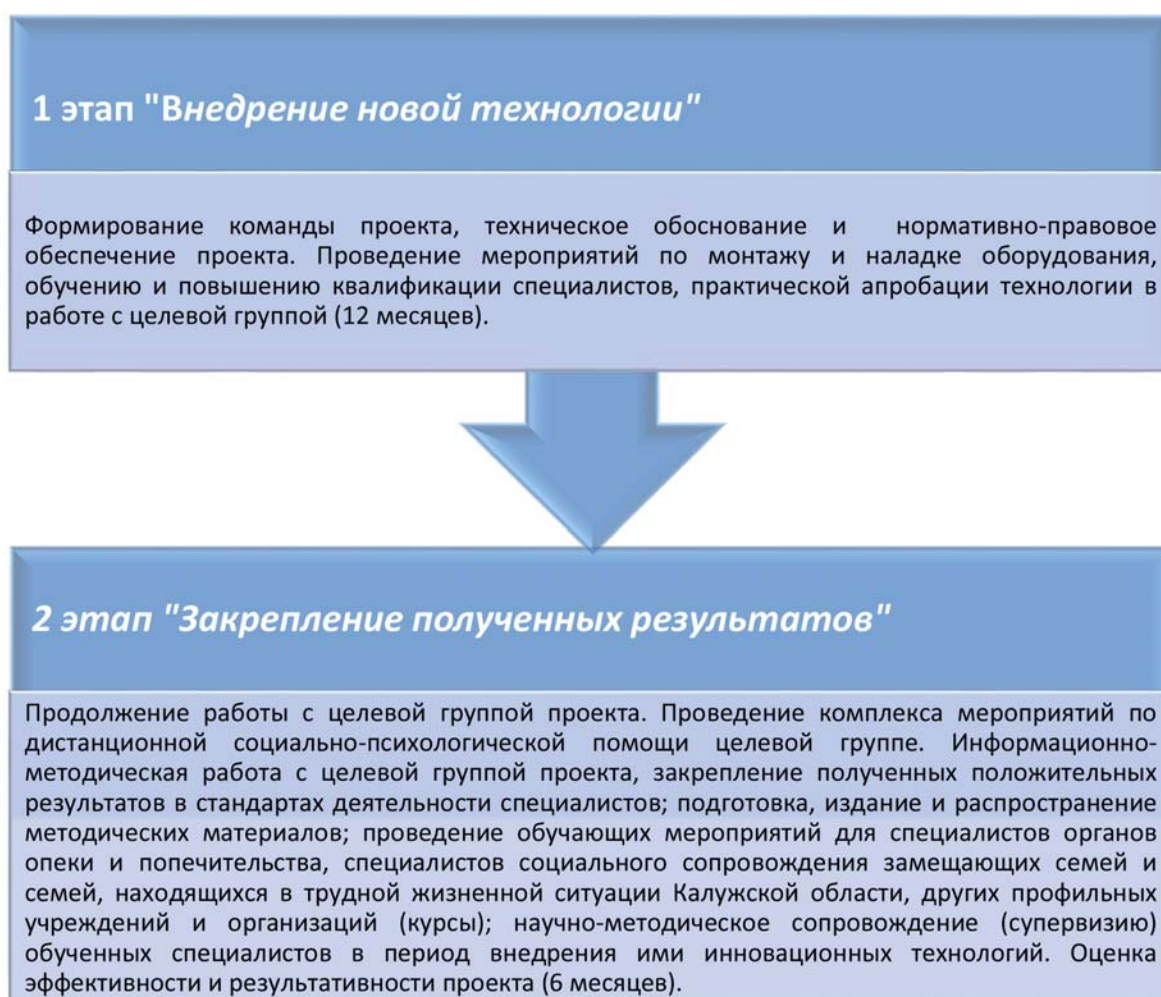 1 этап "Внедрение новой технологии"
Формирование команды проекта, техническое обоснование и нормативно-правовое
обеспечение проекта. Проведение мероприятий по монтажу и наладке оборудования,
обучению и повышению квалификации специалистов, практической апробации технологии в
работе с целевой группой (12 месяцев).
2 этап "Закрепление полученных результатов"
Продолжение работы с целевой группой проекта. Проведение комплекса мероприятий по
дистанционной социально-психологической помощи целевой группе. Информационно-
методическая работа с целевой группой проекта, закрепление полученных положительных
результатов в стандартах деятельности специалистов; подготовка, издание и распространение
методических материалов; проведение обучающих мероприятий для специалистов органов
опеки и попечительства, специалистов социального сопровождения замещающих семей и
семей, находящихся в трудной жизненной ситуации Калужской области, других профильных
учреждений и организаций (курсы); научно-методическое сопровождение (супервизию)
обученных специалистов в период внедрения ими инновационных технологий. Оценка
эффективности и результативности проекта (6 месяцев).